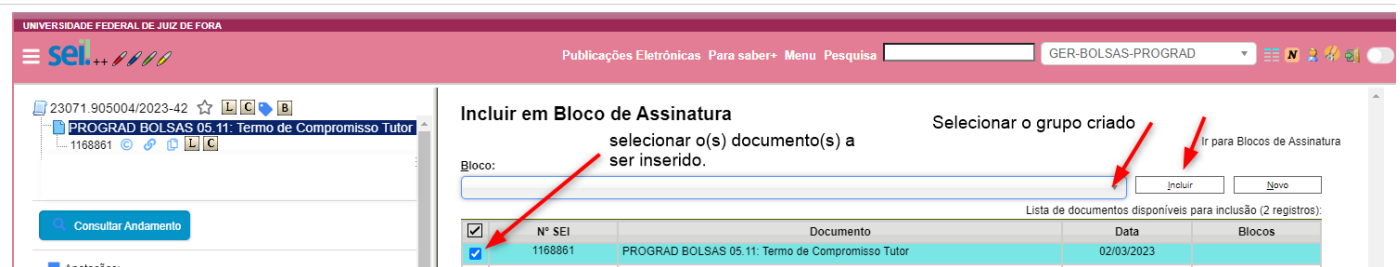 UNIVERSIDADE FEDERAL DE JUIZ DE FORA
sei. ++
Publicações Eletrônicas Para saber+ Menu Pesquisa GER-BOLSAS-PROGRAD N
23071.905004/2023-42 L C B
PROGRAD BOLSAS 05.11: Termo de Compromisso Tutor
1168861 L C
Consultar Andamento
Incluir em Bloco de Assinatura
selecionar o(s) documento(s) a
ser inserido.
Selecionar o grupo criado
Ir para Blocos de Assinatura
Bloco:
Incluir Novo
Lista de documentos disponíveis para inclusão (2 registros):
Nº SEI Documento Data Blocos
1168861 PROGRAD BOLSAS 05.11: Termo de Compromisso Tutor 02/03/2023